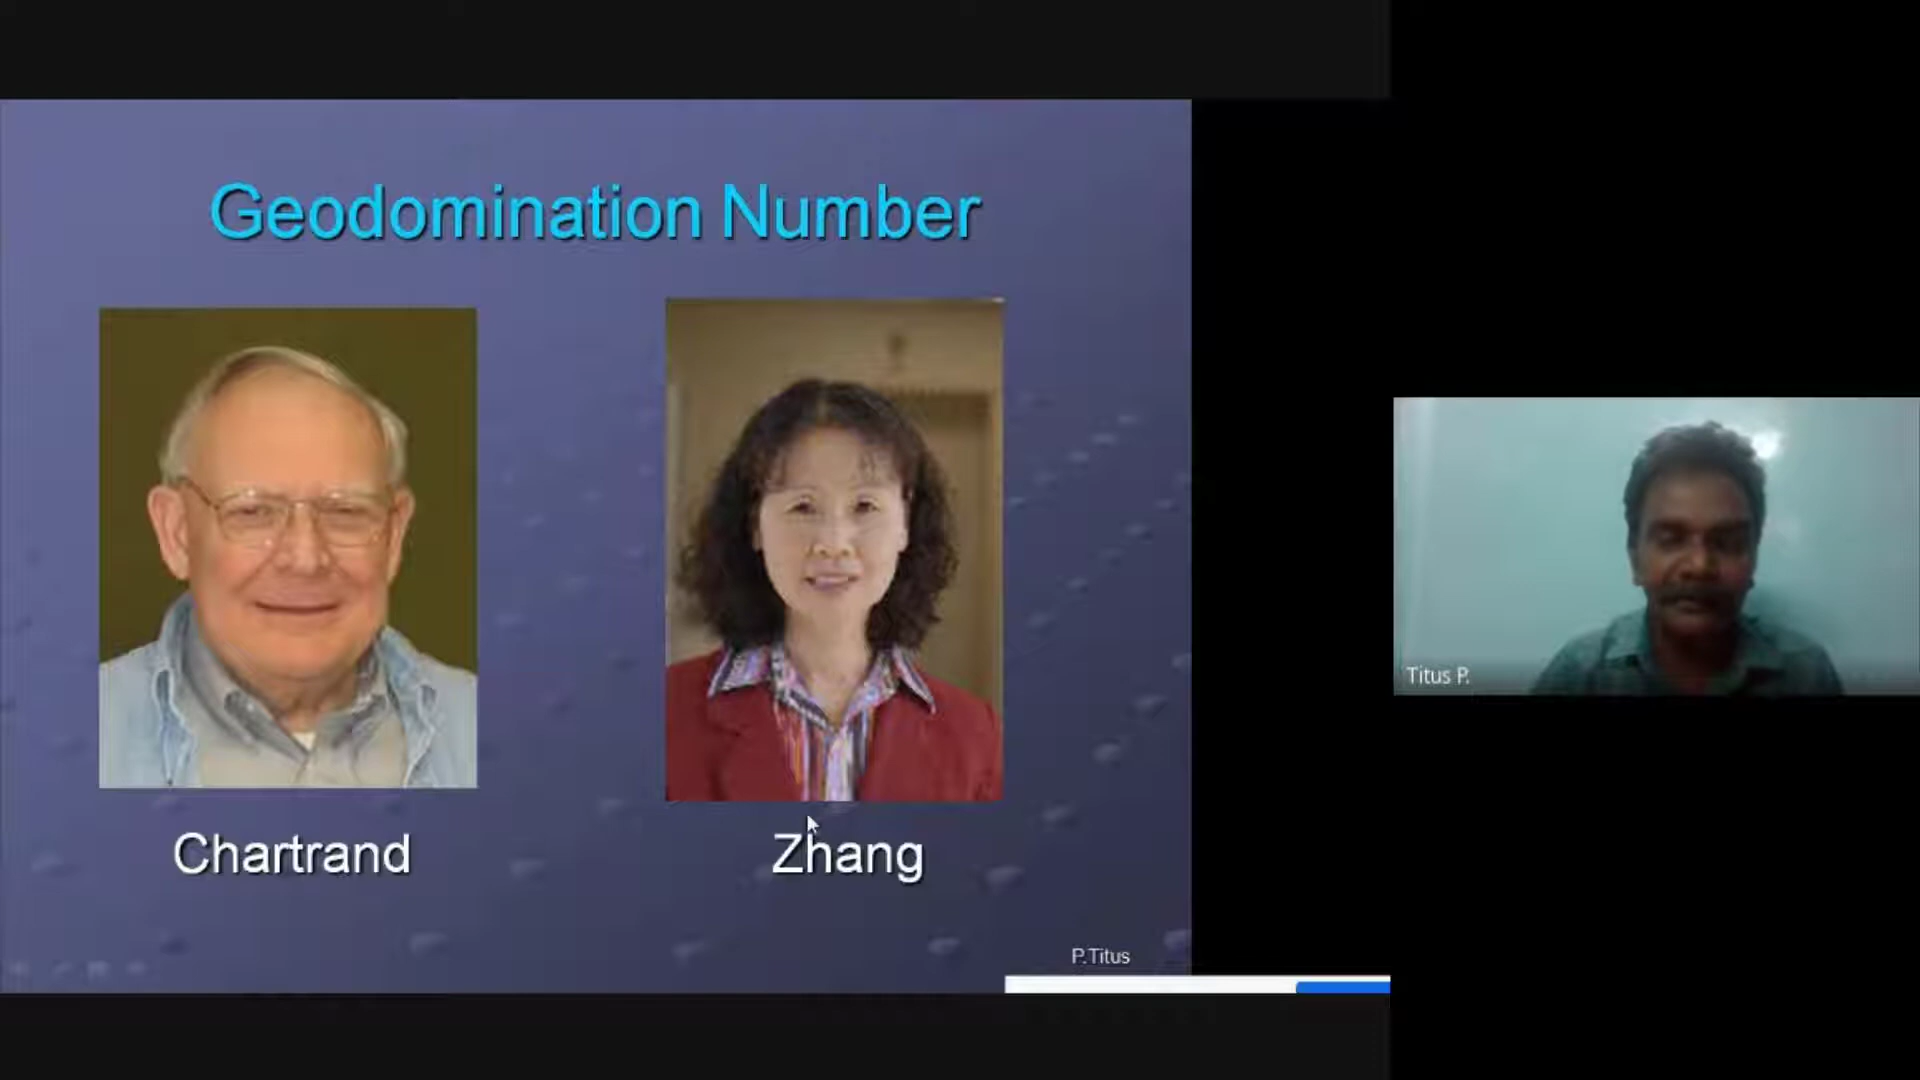 Geodomination Number
Chartrand
Zhang
P.Titus
Titus P.